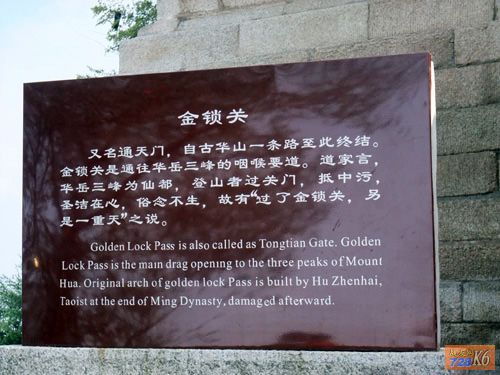 金锁关
又名通天门，自古华山一条路至此终结。
金锁关是通往华岳三峰的咽喉要道。道家言，
华岳三峰为仙都，登山者过关门，抵中污，
圣洁在心，俗念不生，故有“过了金锁关，另
是一重天”之说。
Golden Lock Pass is also called as Tongtian Gate. Golden
Lock Pass is the main drag opening to the three peaks of Mount
Hua. Original arch of golden lock Pass is built by Hu Zhenhai,
Taoist at the end of Ming Dynasty, damaged afterward.
K6